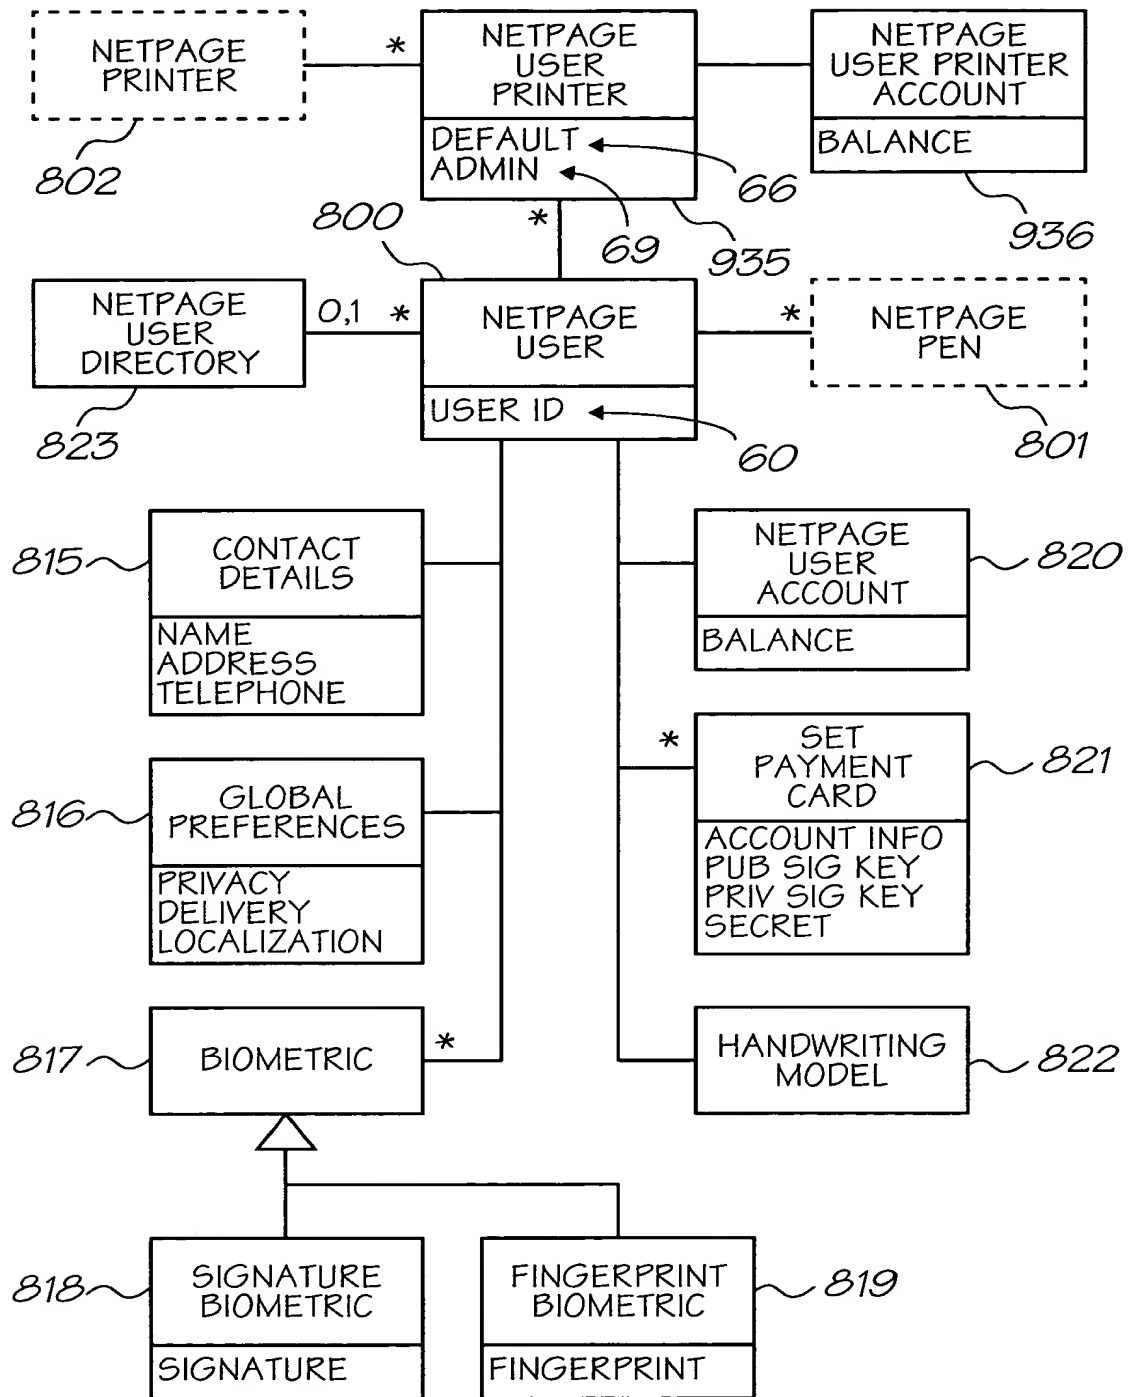 NETPAGE
PRINTER
802
*
NETPAGE
USER
PRINTER
DEFAULT
ADMIN
66
69
935
NETPAGE
USER PRINTER
ACCOUNT
BALANCE
936
*
800
NETPAGE
USER
DIRECTORY
823
0,1
*
NETPAGE
USER
USER ID
60
*
NETPAGE
PEN
801
815
CONTACT
DETAILS
NAME
ADDRESS
TELEPHONE
NETPAGE
USER
ACCOUNT
BALANCE
820
816
GLOBAL
PREFERENCES
PRIVACY
DELIVERY
LOCALIZATION
*
SET
PAYMENT
CARD
ACCOUNT INFO
PUB SIG KEY
PRIV SIG KEY
SECRET
821
817
BIOMETRIC
*
HANDWRITING
MODEL
822
818
SIGNATURE
BIOMETRIC
SIGNATURE
FINGERPRINT
BIOMETRIC
FINGERPRINT
819